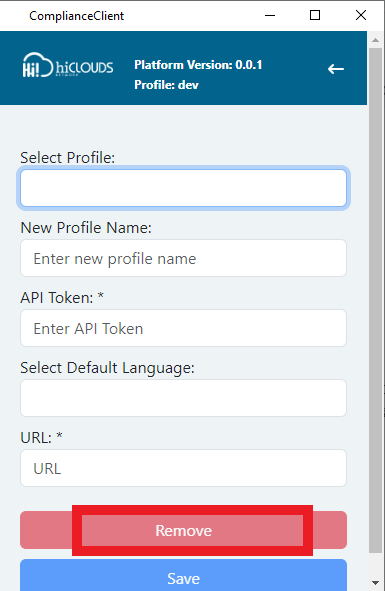 ComplianceClient
Hi! hiCLOUDS
NETWORK
Platform Version: 0.0.1
Profile: dev
Select Profile:
New Profile Name:
Enter new profile name
API Token: *
Enter API Token
Select Default Language:
URL: *
URL
Remove
Save